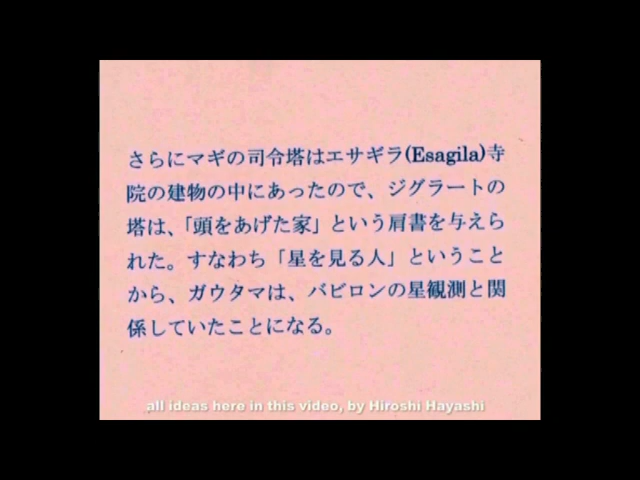 さらにマギの司令塔はエサギラ(Esagila)寺
院の建物の中にあったので、ジグラートの
塔は、「頭をあげた家」という肩書を与えら
れた。すなわち「星を見る人」ということ
から、ガウタマは、バビロンの星観測と関
係していたことになる。
all ideas here in this video, by Hiroshi Hayashi